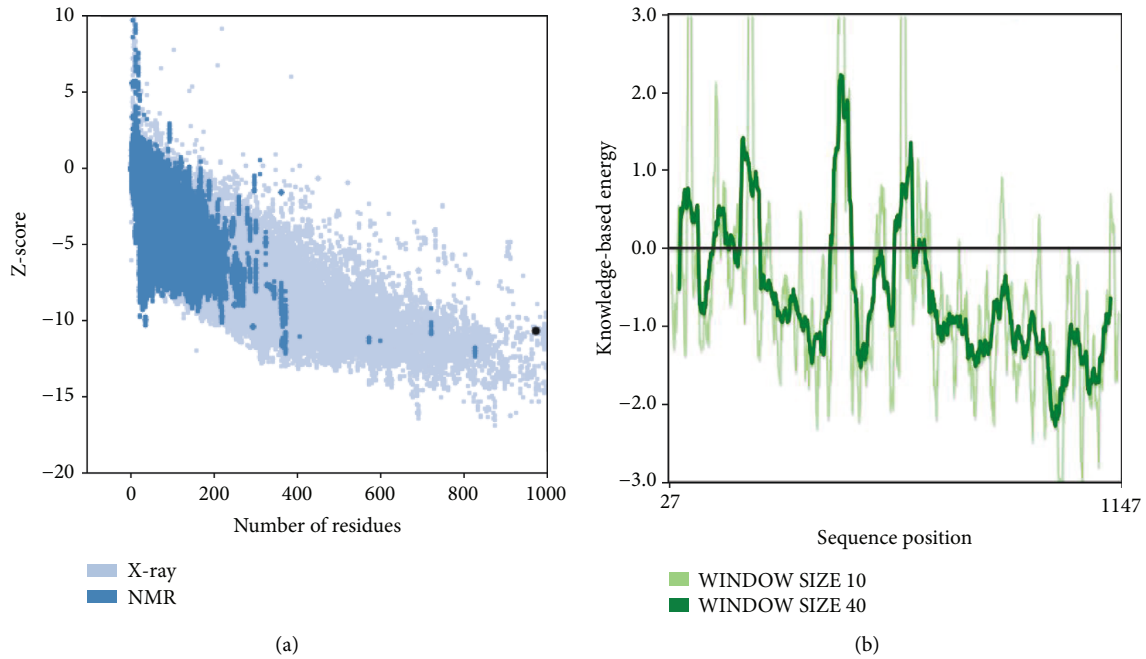 10
5
0
−5
−10
−15
−20
Z-score
0
200
400
600
800
1000
Number of residues
X-ray
NMR
(a)
3.0
2.0
1.0
0.0
−1.0
−2.0
−3.0
Knowledge-based energy
27
1147
Sequence position
WINDOW SIZE 10
WINDOW SIZE 40
(b)